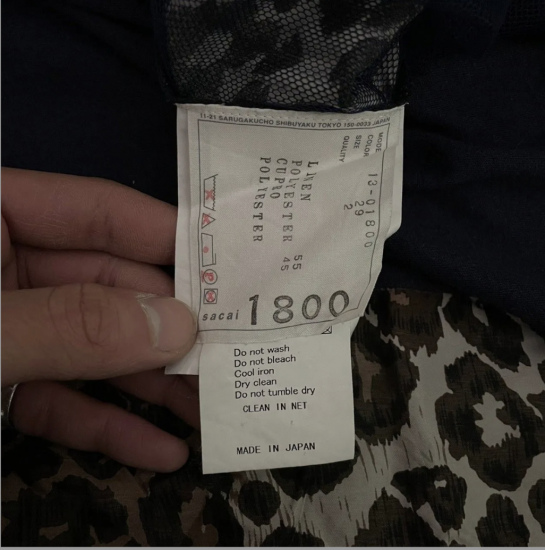 11-21 SARUGAKUCHO SHIBUYAKU TOKYO 150-0033 JAPAN
MODEL 13-01800
COLOR 29
SIZE 2
QUALITY
LINEN
POLYESTER 55
CUPRO 45
POLYESTER
sacai 1800
Do not wash
Do not bleach
Cool iron
Dry clean
Do not tumble dry
CLEAN IN NET
MADE IN JAPAN